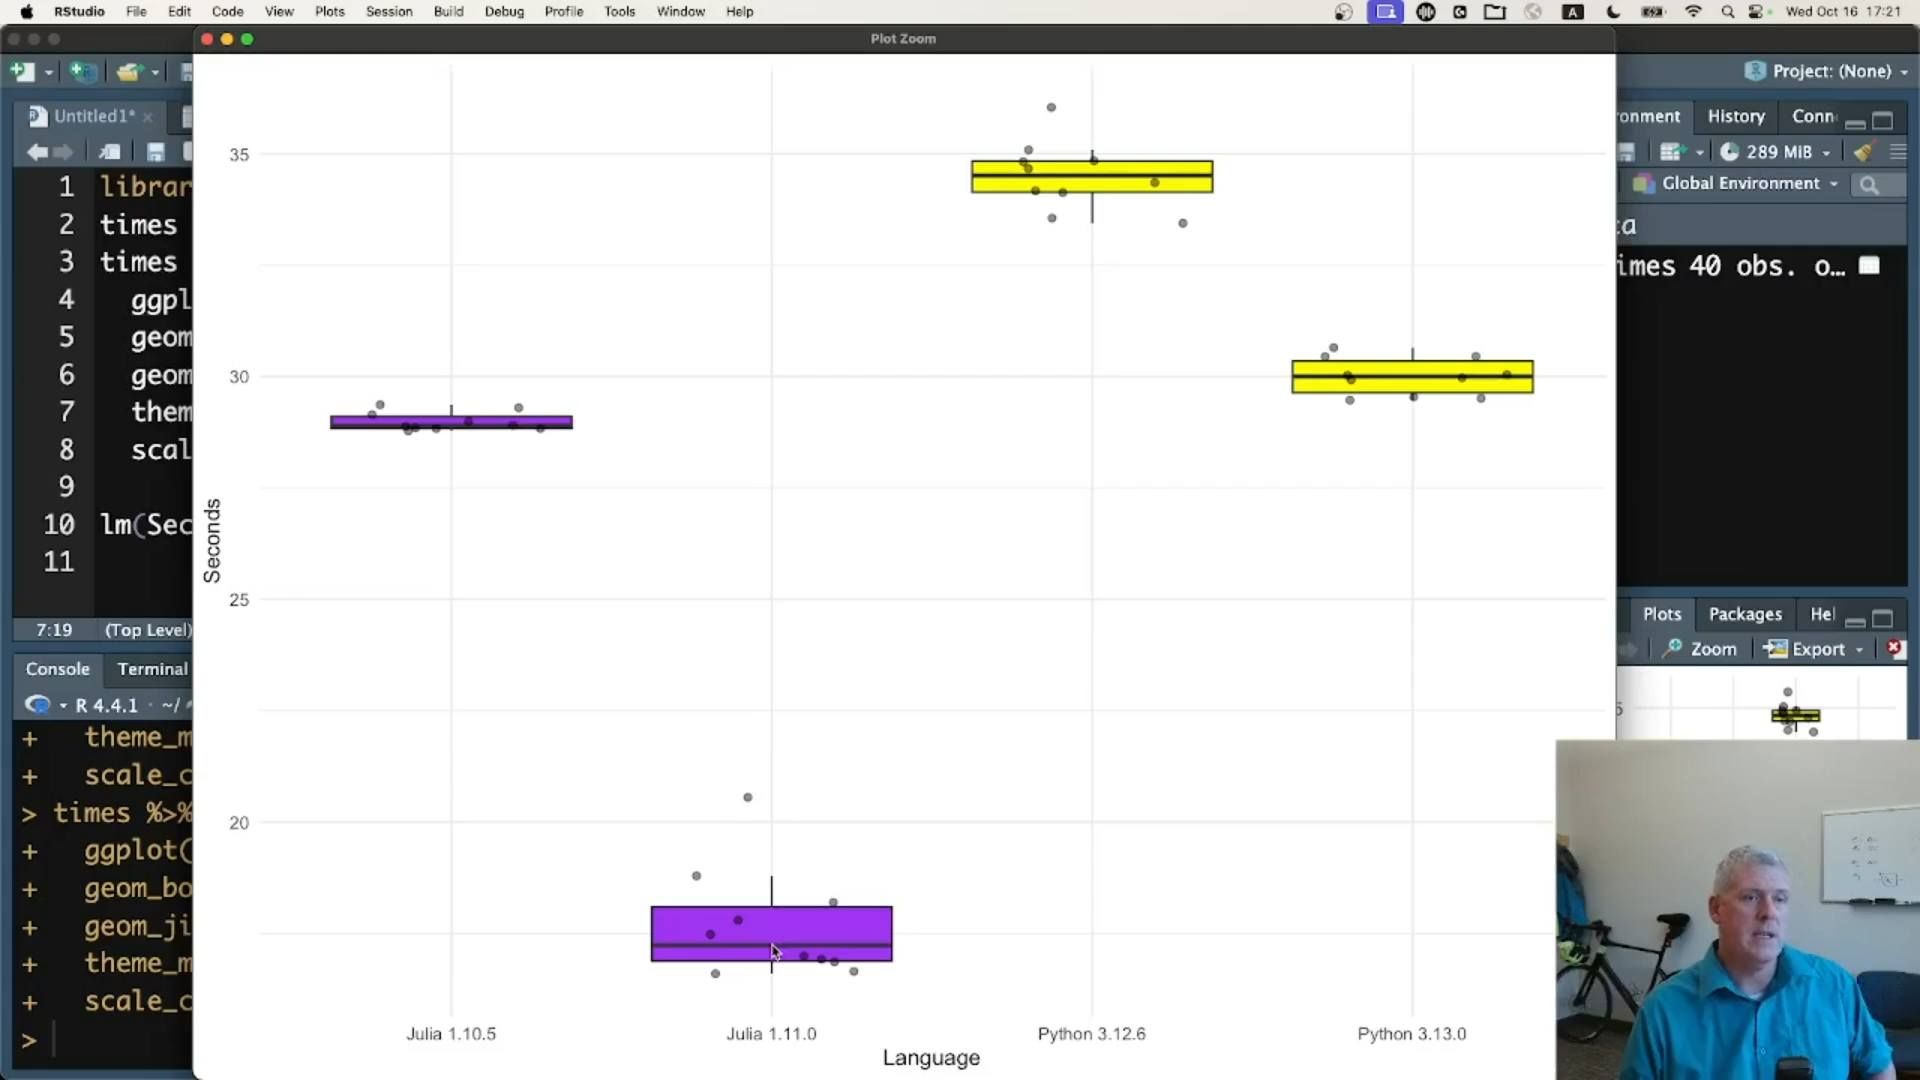 RStudio File Edit Code View Plots Session Build Debug Profile Tools Window Help A Wed Oct 16 17:21
Plot Zoom
Project: (None)
Untitled1*
onment History Conn
289 MiB
Global Environment
ta
imes 40 obs. o…
1 librar
2 times
3 times
4 ggpl
5 geom
6 geom
7 them
8 scal
9
10 lm(Sec
11
7:19 (Top Level)
Console Terminal
R 4.4.1 · ~/
+ theme_m
+ scale_c
> times %>%
+ ggplot(
+ geom_bo
+ geom_ji
+ theme_m
+ scale_c
>
35
30
25
20
Seconds
Julia 1.10.5 Julia 1.11.0 Python 3.12.6 Python 3.13.0
Language
Plots Packages Hel
Zoom Export
5